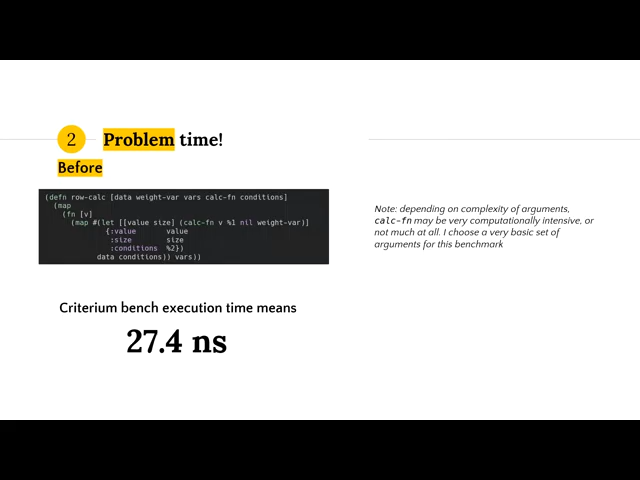 2 Problem time!
Before
(defn row-calc [data weight-var vars calc-fn conditions]
(map
(fn [v]
(map #(let [[value size] (calc-fn v %1 nil weight-var)]
{:value value
:size size
:conditions %2})
data conditions)) vars))
Note: depending on complexity of arguments,
calc-fn may be very computationally intensive, or
not much at all. I choose a very basic set of
arguments for this benchmark
Criterium bench execution time means
27.4 ns